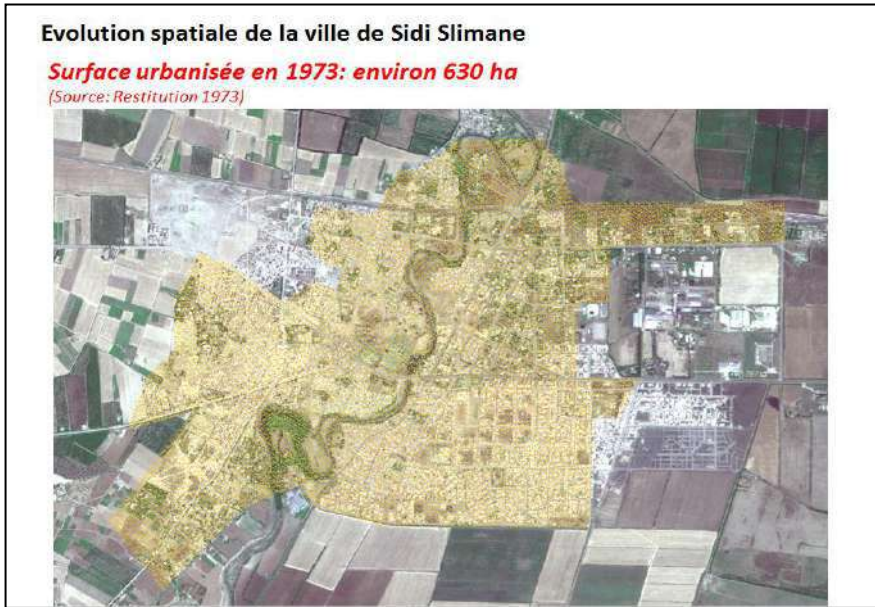 Evolution spatiale de la ville de Sidi Slimane
Surface urbanisée en 1973: environ 630 ha
(Source: Restitution 1973)